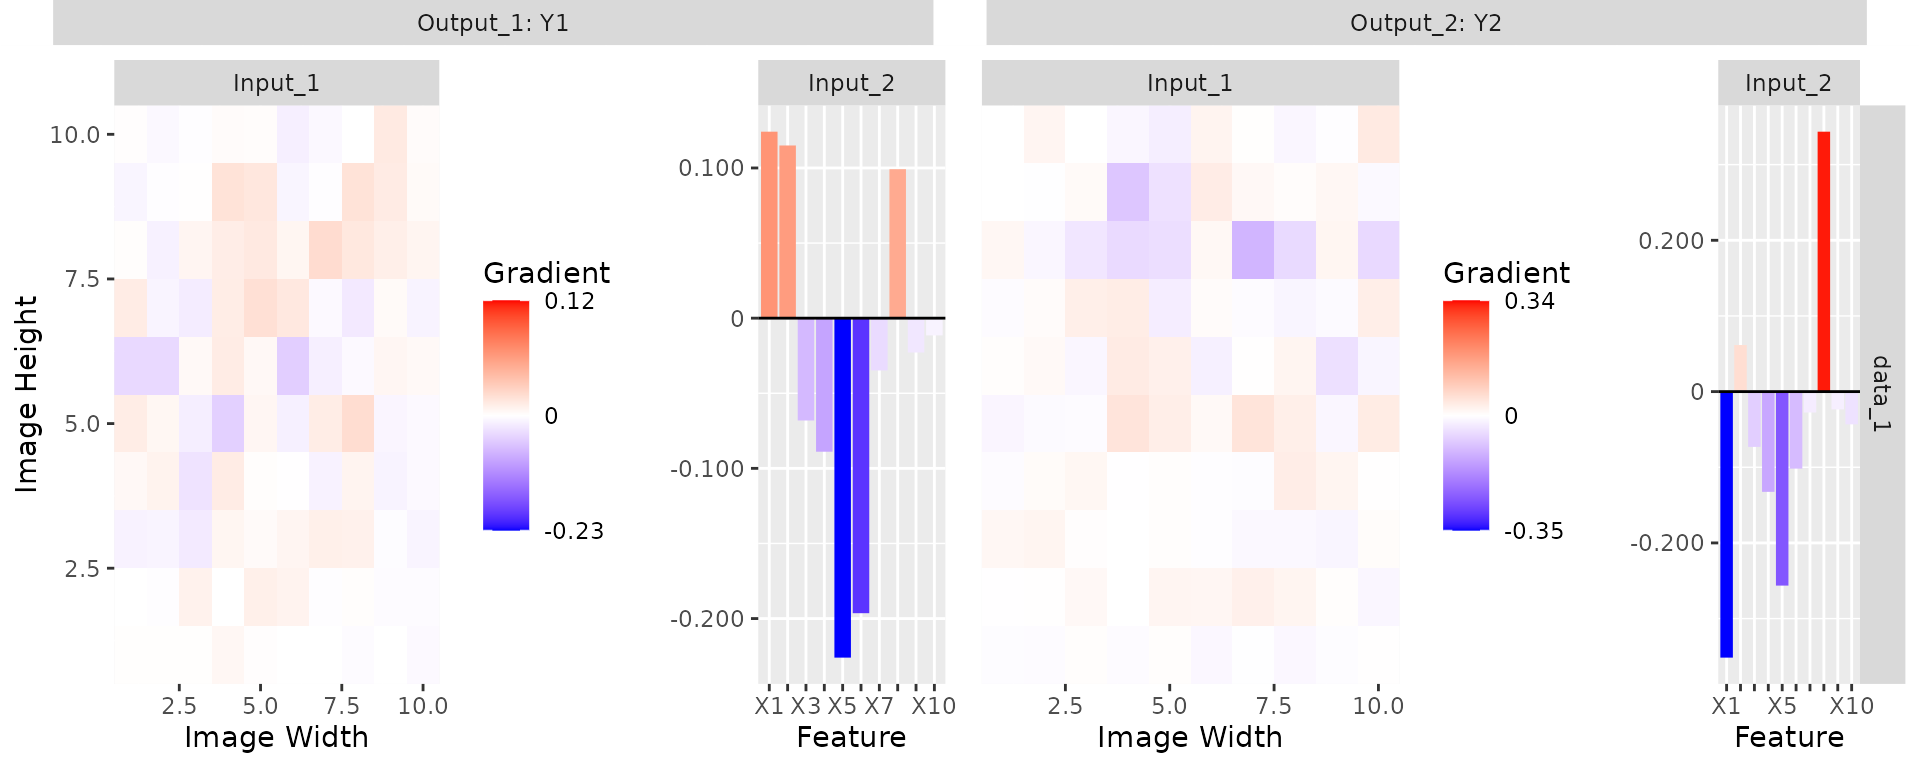 Output_1: Y1
Output_2: Y2
Input_1
Input_2
Input_1
Input_2
Image Height
10.0
7.5
5.0
2.5
2.5 5.0 7.5 10.0
Image Width
Gradient
0.12
0
-0.23
0.100
0
-0.100
-0.200
X1 X3 X5 X7 X10
Feature
2.5 5.0 7.5 10.0
Image Width
Gradient
0.34
0
-0.35
0.200
0
-0.200
X1 X5 X10
Feature
data_1